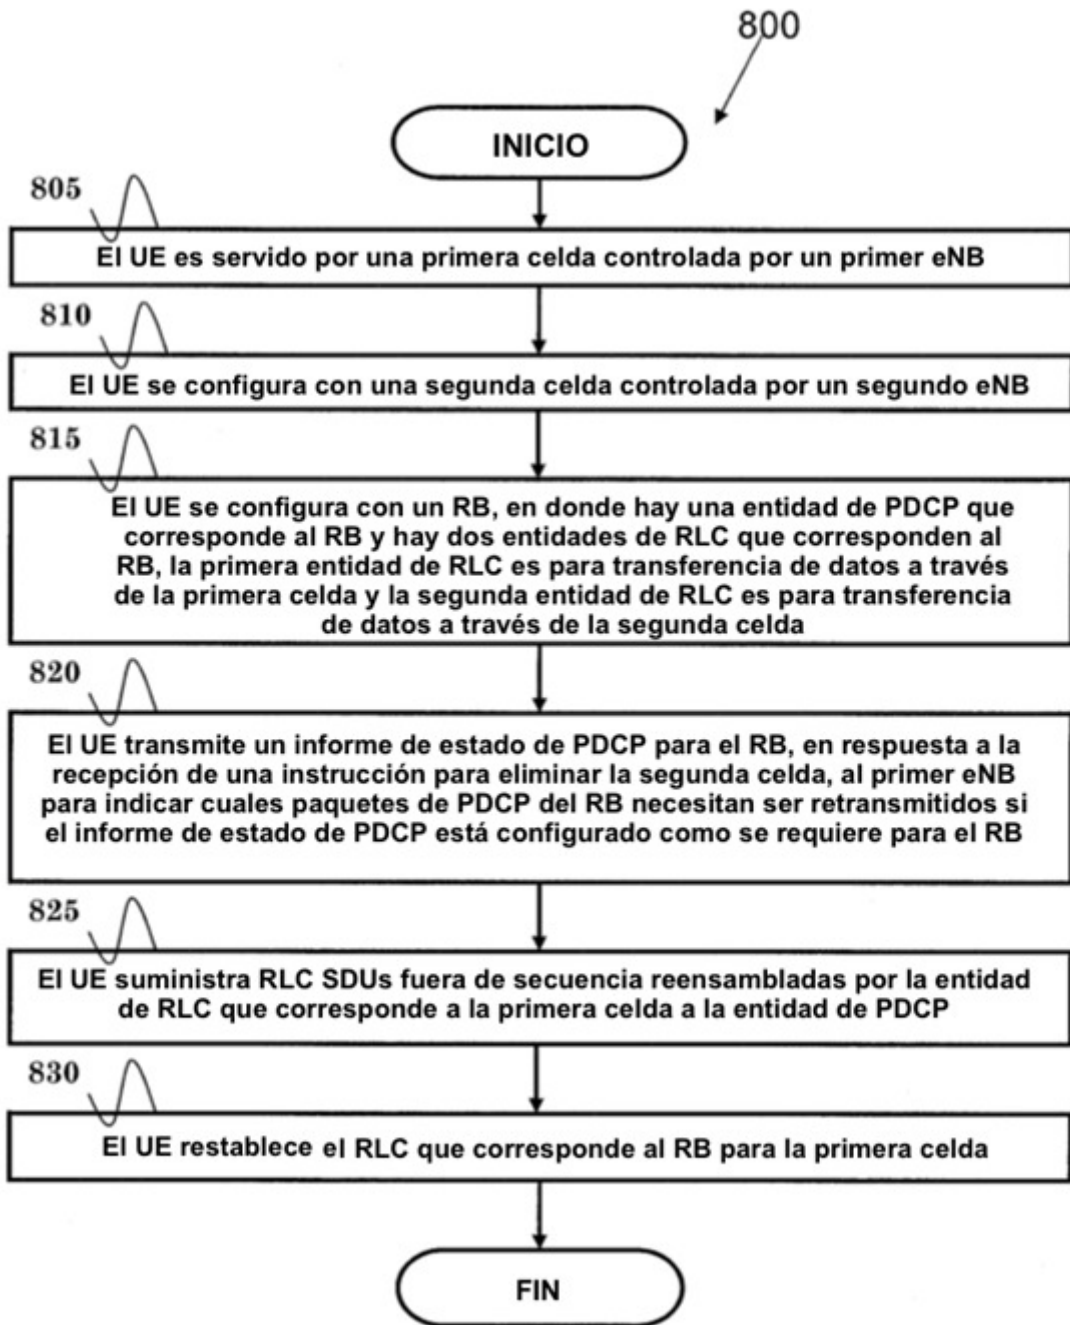 800
INICIO
805
El UE es servido por una primera celda controlada por un primer eNB
810
El UE se configura con una segunda celda controlada por un segundo eNB
815
El UE se configura con un RB, en donde hay una entidad de PDCP que
corresponde al RB y hay dos entidades de RLC que corresponden al
RB, la primera entidad de RLC es para transferencia de datos a través
de la primera celda y la segunda entidad de RLC es para transferencia
de datos a través de la segunda celda
820
El UE transmite un informe de estado de PDCP para el RB, en respuesta a la
recepción de una instrucción para eliminar la segunda celda, al primer eNB
para indicar cuales paquetes de PDCP del RB necesitan ser retransmitidos si
el informe de estado de PDCP está configurado como se requiere para el RB
825
El UE suministra RLC SDUs fuera de secuencia reensambladas por la entidad
de RLC que corresponde a la primera celda a la entidad de PDCP
830
El UE restablece el RLC que corresponde al RB para la primera celda
FIN